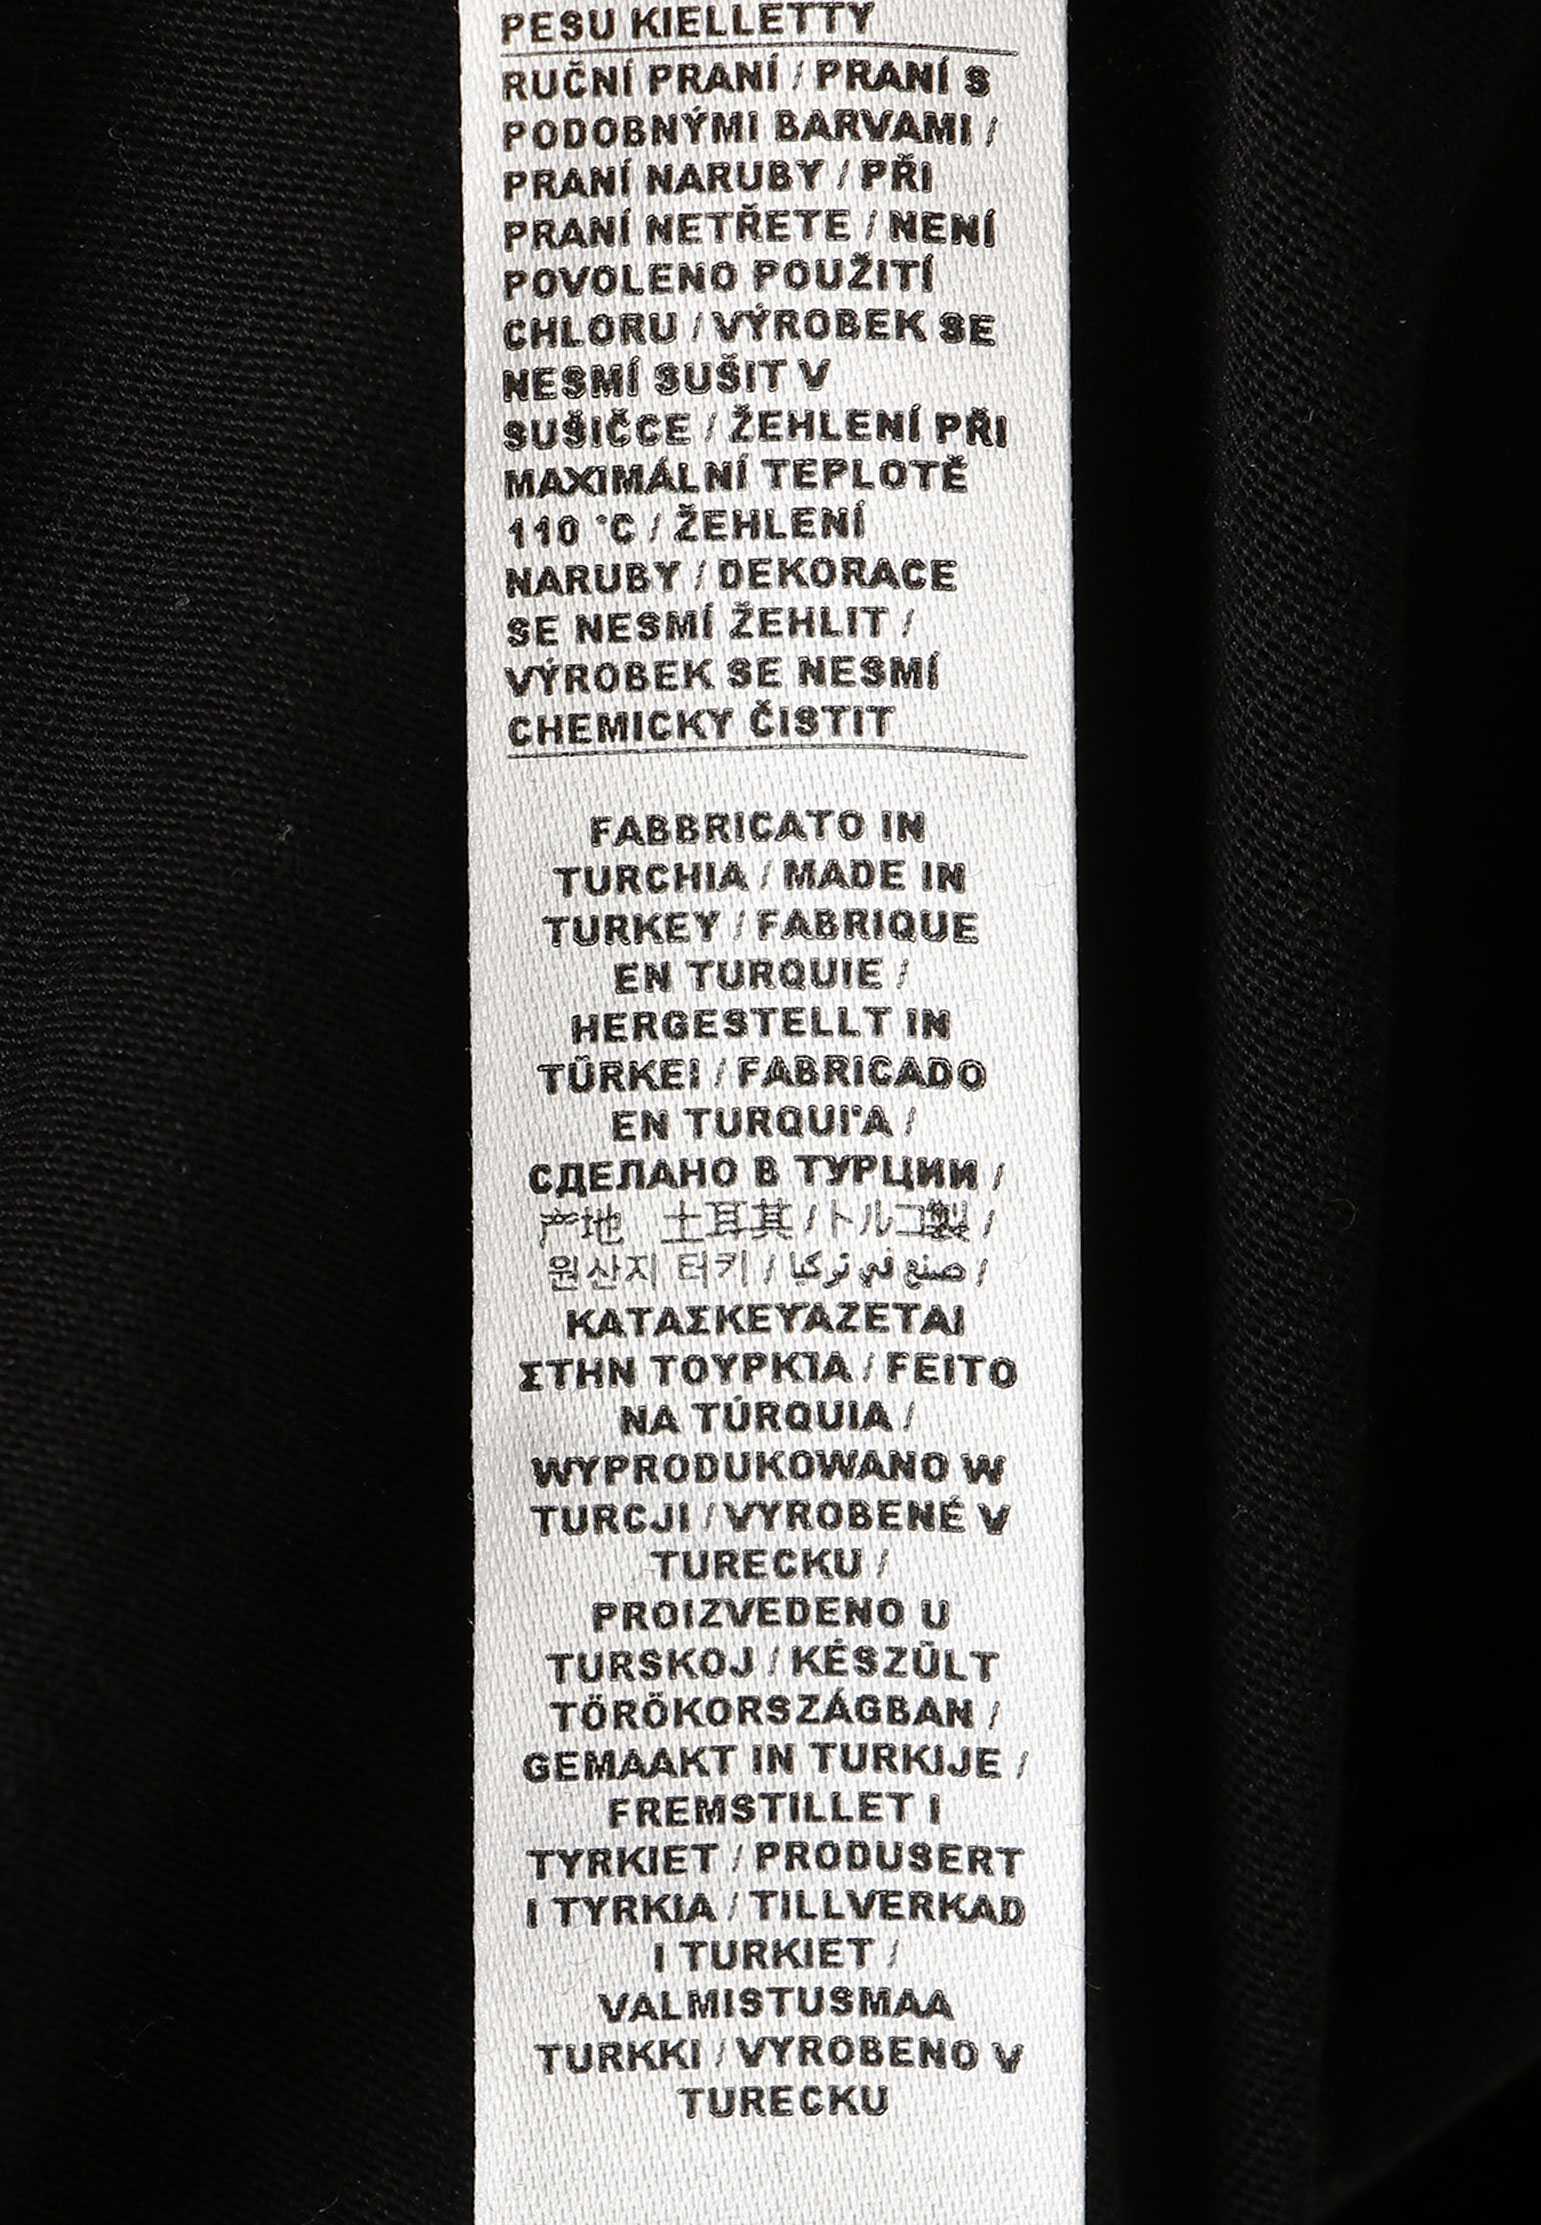 PESU KIELLETTY
RUČNÍ PRANÍ / PRANÍ S
PODOBNÝMI BARVAMI /
PRANÍ NARUBY / PŘI
PRANÍ NETŘETE / NENÍ
POVOLENO POUŽITÍ
CHLORU / VÝROBEK SE
NESMÍ SUŠIT V
SUŠIČCE / ŽEHLENÍ PŘI
MAXIMÁLNÍ TEPLOTĚ
110 °C / ŽEHLENÍ
NARUBY / DEKORACE
SE NESMÍ ŽEHLIT /
VÝROBEK SE NESMÍ
CHEMICKY ČISTIT
FABBRICATO IN
TURCHIA / MADE IN
TURKEY / FABRIQUE
EN TURQUIE /
HERGESTELLT IN
TÜRKEI / FABRICADO
EN TURQUI'A /
СДЕЛАНО В ТУРЦИИ /
产地 土耳其 / トルコ製 /
원산지 터키 / صنع في تركيا /
ΚΑΤΑΣΚΕΥΑΖΕΤΑΙ
ΣΤΗΝ ΤΟΥΡΚΊΑ / FEITO
NA TÚRQUIA /
WYPRODUKOWANO W
TURCJI / VYROBENÉ V
TURECKU /
PROIZVEDENO U
TURSKOJ / KÉSZÜLT
TÖRÖKORSZÁGBAN /
GEMAAKT IN TURKIJE /
FREMSTILLET I
TYRKIET / PRODUSERT
I TYRKIA / TILLVERKAD
I TURKIET /
VALMISTUSMAA
TURKKI / VYROBENO V
TURECKU